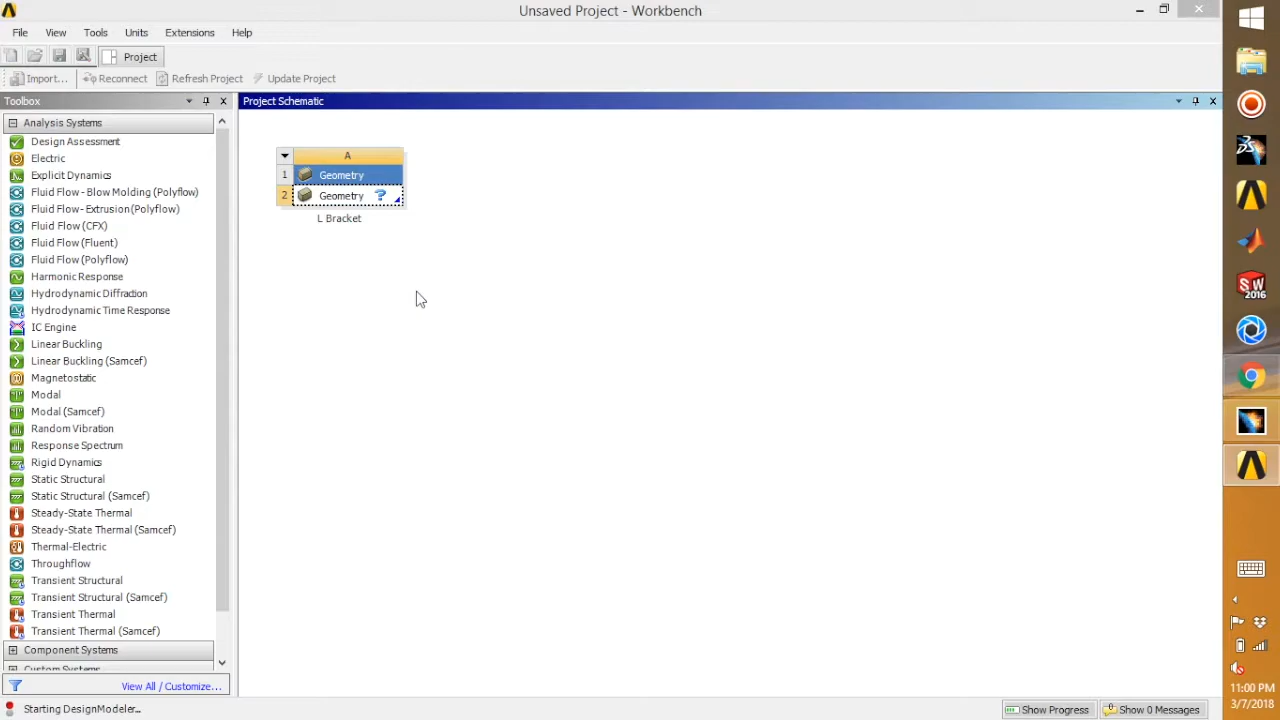 Unsaved Project - Workbench
File View Tools Units Extensions Help
Project
Import... Reconnect Refresh Project Update Project
Toolbox
Project Schematic
Analysis Systems
Design Assessment
Electric
Explicit Dynamics
Fluid Flow - Blow Molding (Polyflow)
Fluid Flow - Extrusion (Polyflow)
Fluid Flow (CFX)
Fluid Flow (Fluent)
Fluid Flow (Polyflow)
Harmonic Response
Hydrodynamic Diffraction
Hydrodynamic Time Response
IC Engine
Linear Buckling
Linear Buckling (Samcef)
Magnetostatic
Modal
Modal (Samcef)
Random Vibration
Response Spectrum
Rigid Dynamics
Static Structural
Static Structural (Samcef)
Steady-State Thermal
Steady-State Thermal (Samcef)
Thermal-Electric
Throughflow
Transient Structural
Transient Structural (Samcef)
Transient Thermal
Transient Thermal (Samcef)
Component Systems
Custom Systems
View All / Customize...
A
1 Geometry
2 Geometry ?
L Bracket
Starting DesignModeler...
Show Progress Show 0 Messages
SW
2016
11:00 PM
3/7/2018